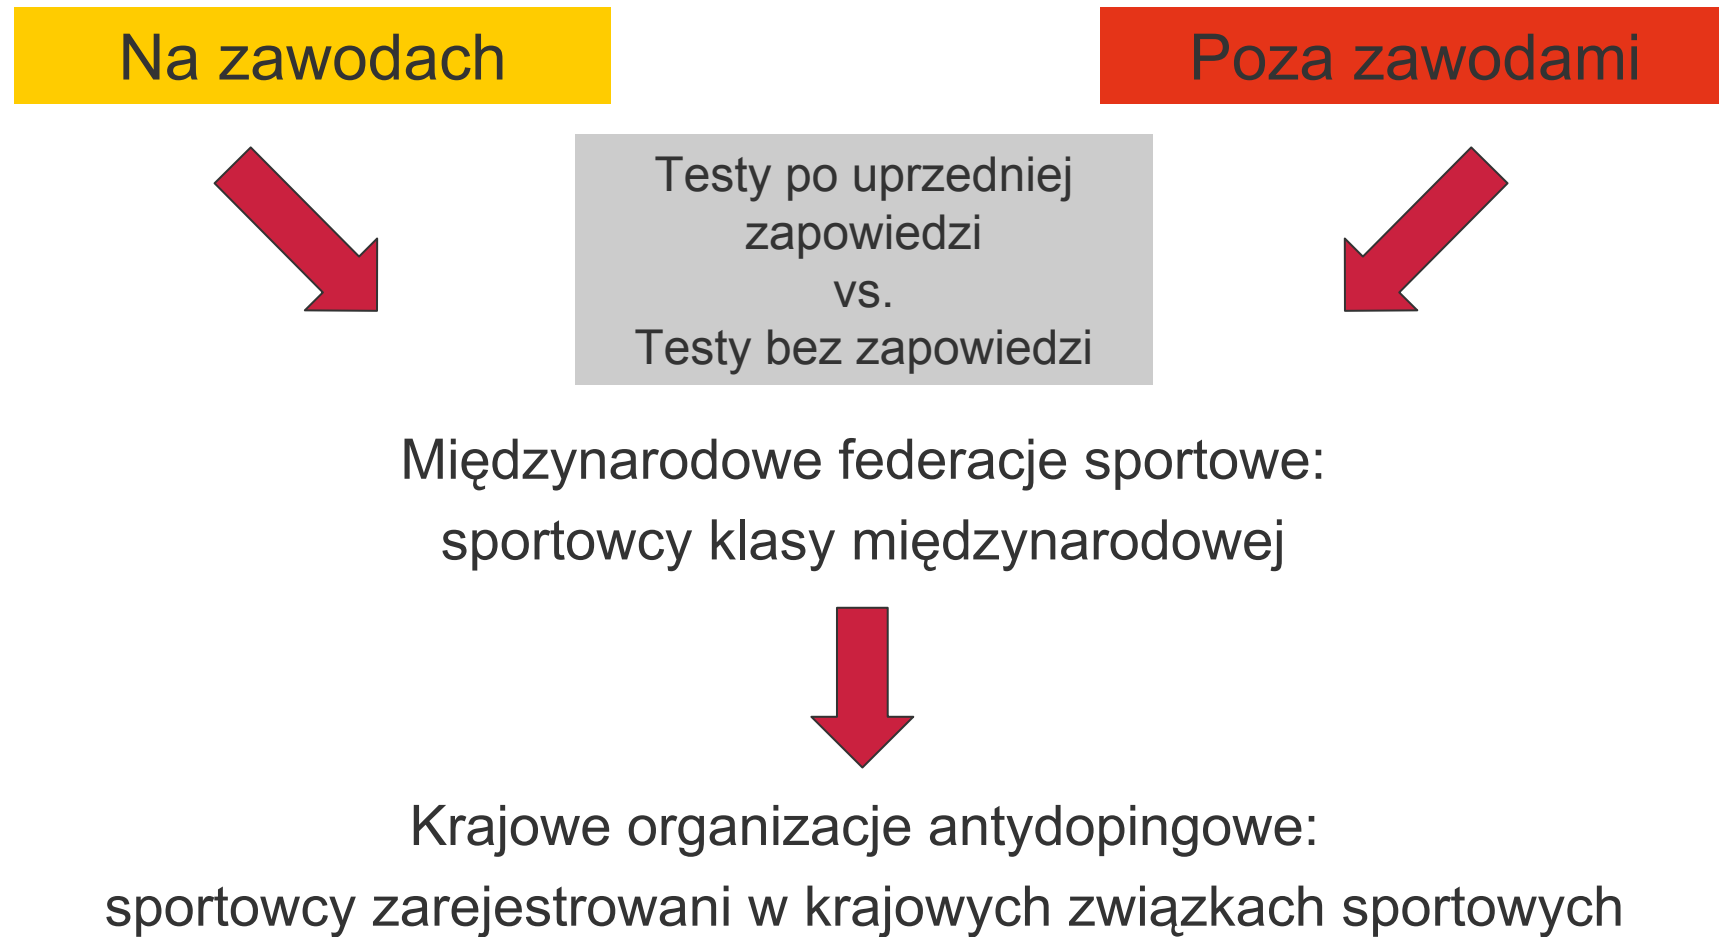 Na zawodach
Poza zawodami
Testy po uprzedniej
zapowiedzi
vs.
Testy bez zapowiedzi
Międzynarodowe federacje sportowe:
sportowcy klasy międzynarodowej
Krajowe organizacje antydopingowe:
sportowcy zarejestrowani w krajowych związkach sportowych